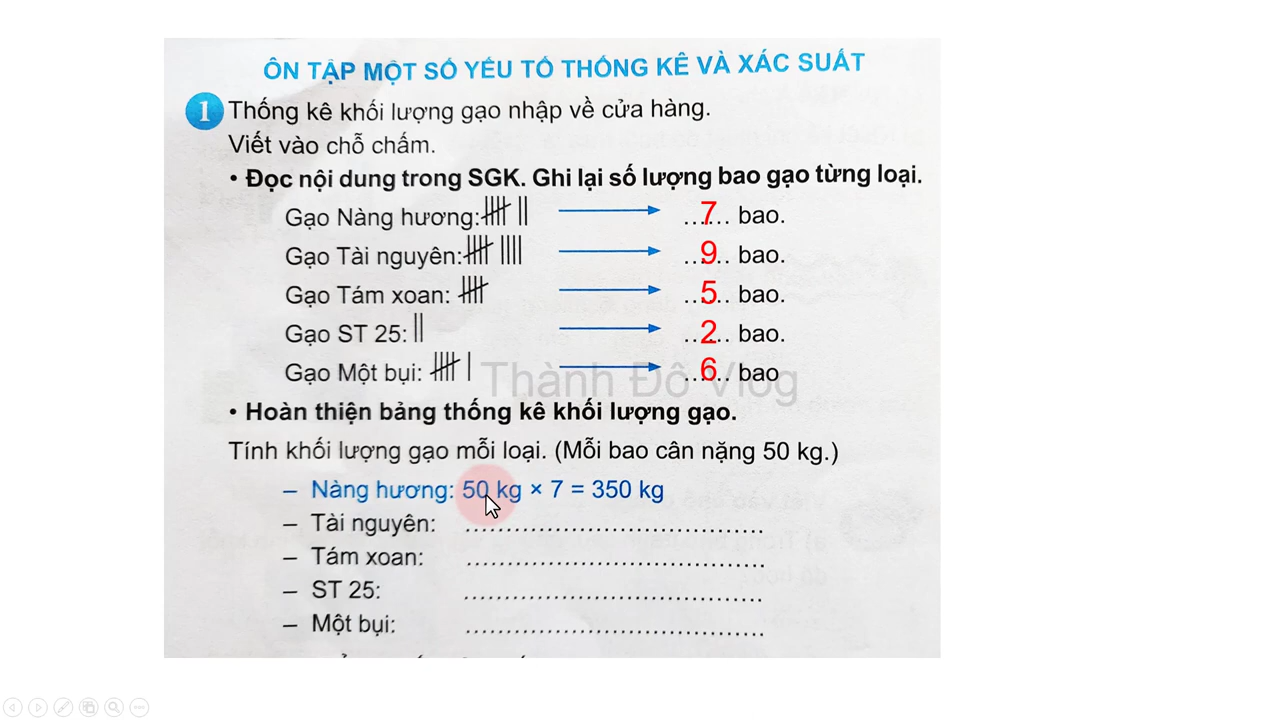 ÔN TẬP MỘT SỐ YẾU TỐ THỐNG KÊ VÀ XÁC SUẤT
1 Thống kê khối lượng gạo nhập về cửa hàng.
Viết vào chỗ chấm.
• Đọc nội dung trong SGK. Ghi lại số lượng bao gạo từng loại.
Gạo Nàng hương: ...7... bao.
Gạo Tài nguyên: ...9... bao.
Gạo Tám xoan: ...5... bao.
Gạo ST 25: ...2... bao.
Gạo Một bụi: ...6... bao
Thành Đô Vlog
• Hoàn thiện bảng thống kê khối lượng gạo.
Tính khối lượng gạo mỗi loại. (Mỗi bao cân nặng 50 kg.)
– Nàng hương: 50 kg × 7 = 350 kg
– Tài nguyên: ........................................
– Tám xoan: ........................................
– ST 25: ........................................
– Một bụi: ........................................